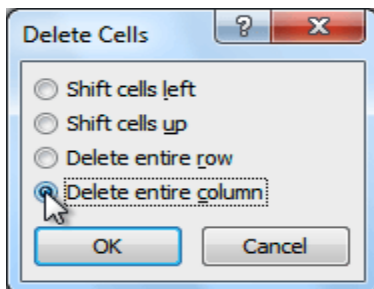 Delete Cells
Shift cells left
Shift cells up
Delete entire row
Delete entire column
OK Cancel